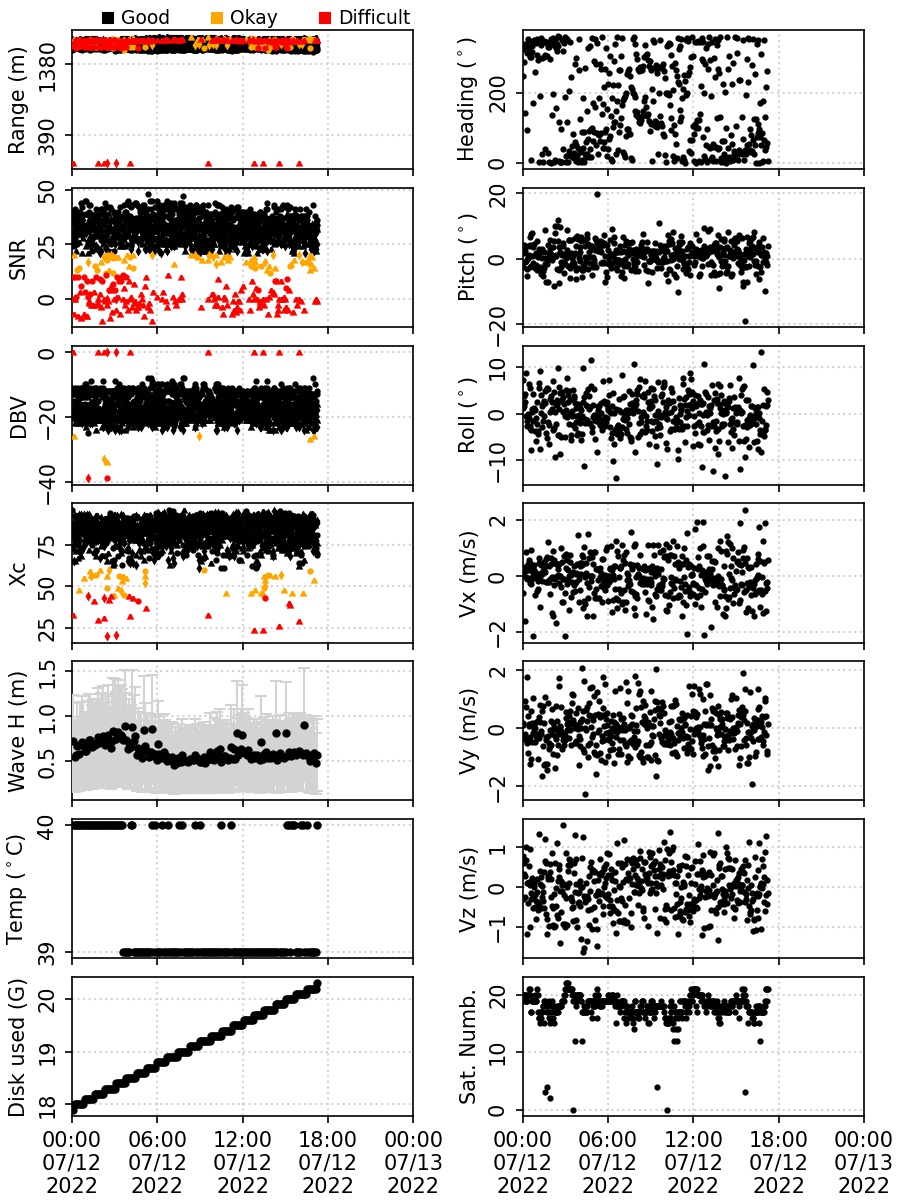 Good Okay Difficult
Range (m)
1380
390
Heading (°)
200
0
SNR
50
25
0
Pitch (°)
20
0
−20
DBV
0
−20
−40
Roll (°)
10
0
−10
Xc
75
50
25
Vx (m/s)
2
0
−2
Wave H (m)
1.5
1.0
0.5
Vy (m/s)
2
0
−2
Temp (°C)
40
39
Vz (m/s)
1
0
−1
Disk used (G)
20
19
18
Sat. Numb.
20
10
0
00:00 06:00 12:00 18:00 00:00
07/12 07/12 07/12 07/12 07/13
2022 2022 2022 2022 2022
00:00 06:00 12:00 18:00 00:00
07/12 07/12 07/12 07/12 07/13
2022 2022 2022 2022 2022